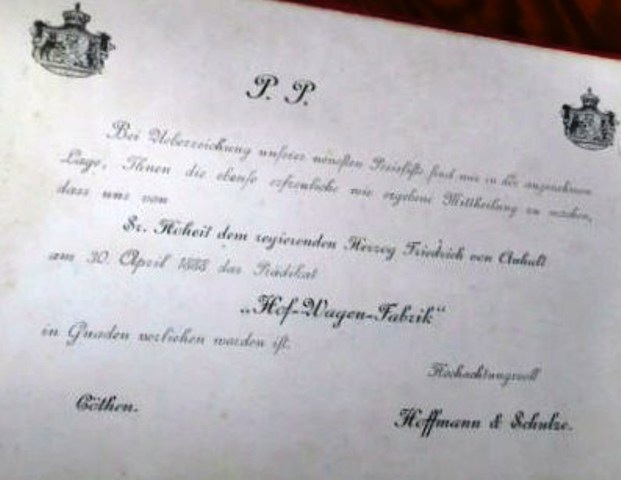 P. P.
Bei Ueberreichung unserer neuesten Preisliste sind wir in der angenehmen
Lage, Ihnen die ebenso erfreuliche wie ergebene Mittheilung zu machen,
dass uns von
Sr. Hoheit dem regierenden Herzog Friedrich von Anhalt
am 30. April 1888 das Prädikat
„Hof-Wagen-Fabrik“
in Gnaden verliehen worden ist.
Hochachtungsvoll
Cöthen.
Hoffmann & Schulze.